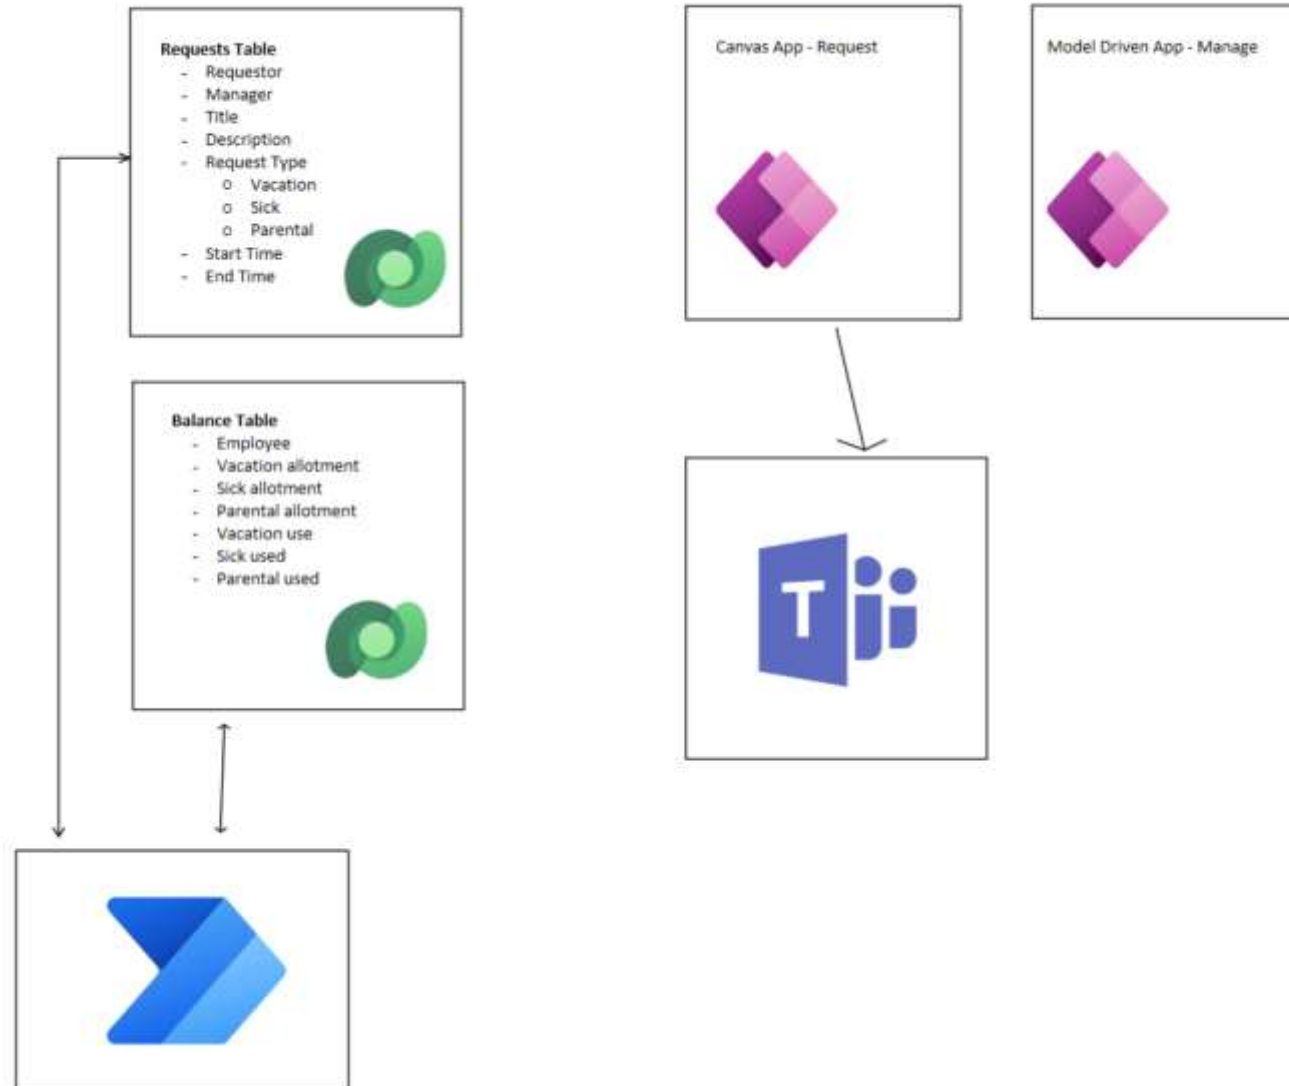 Requests Table
- Requestor
- Manager
- Title
- Description
- Request Type
o Vacation
o Sick
o Parental
- Start Time
- End Time
Balance Table
- Employee
- Vacation allotment
- Sick allotment
- Parental allotment
- Vacation use
- Sick used
- Parental used
Canvas App - Request
Model Driven App - Manage
T